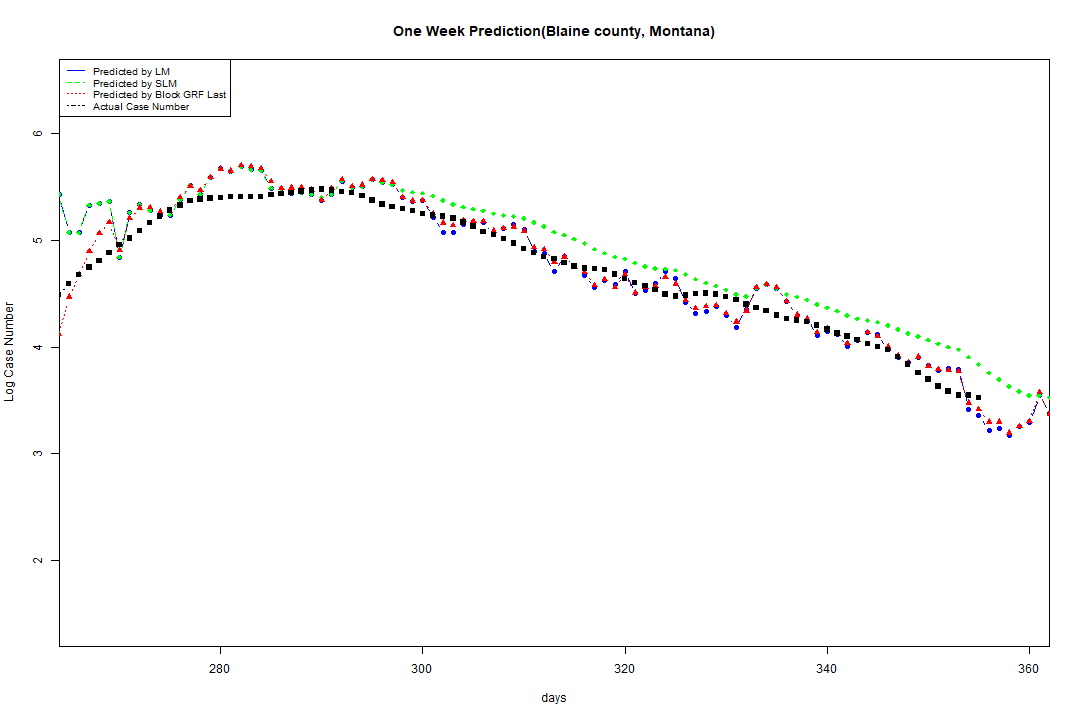 One Week Prediction(Blaine county, Montana)
Predicted by LM
Predicted by SLM
Predicted by Block GRF Last
Actual Case Number
6
5
4
3
2
Log Case Number
280 300 320 340 360
days